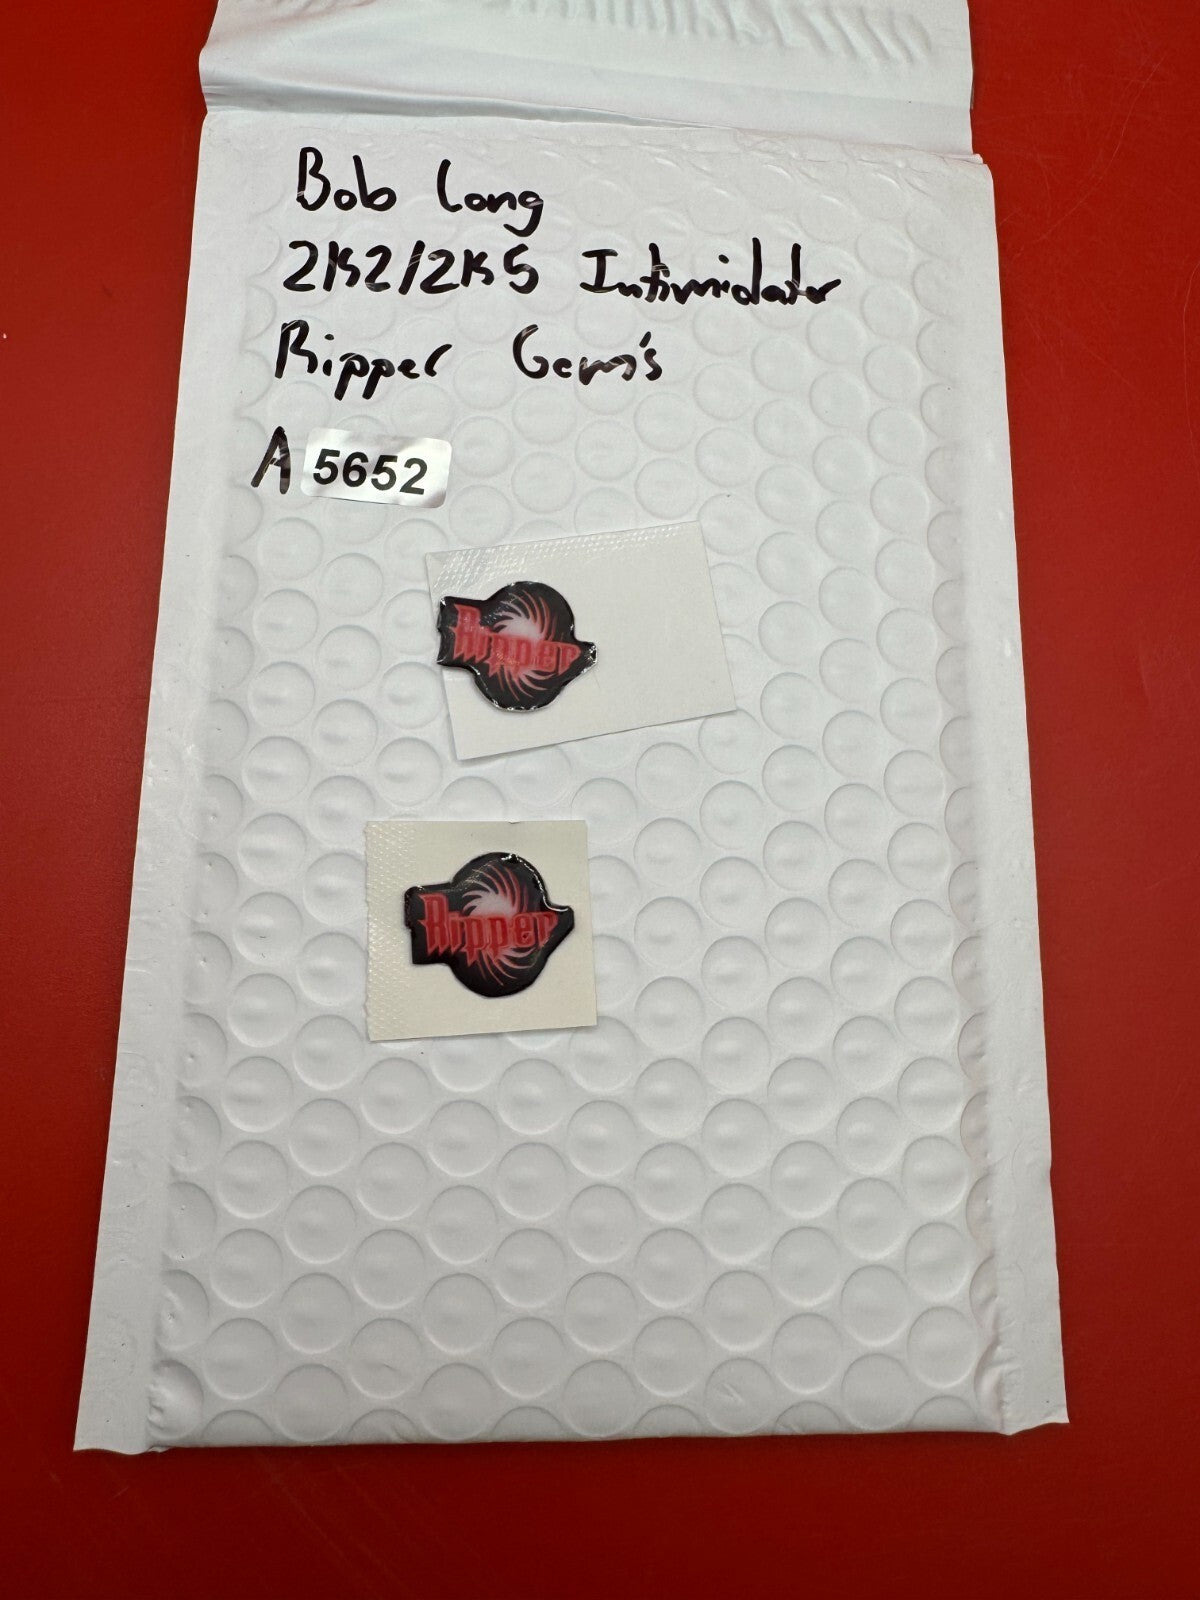 Bob Long
2K2/2K5 Intimidator
Ripper Gem's
A 5652
Ripper
Ripper